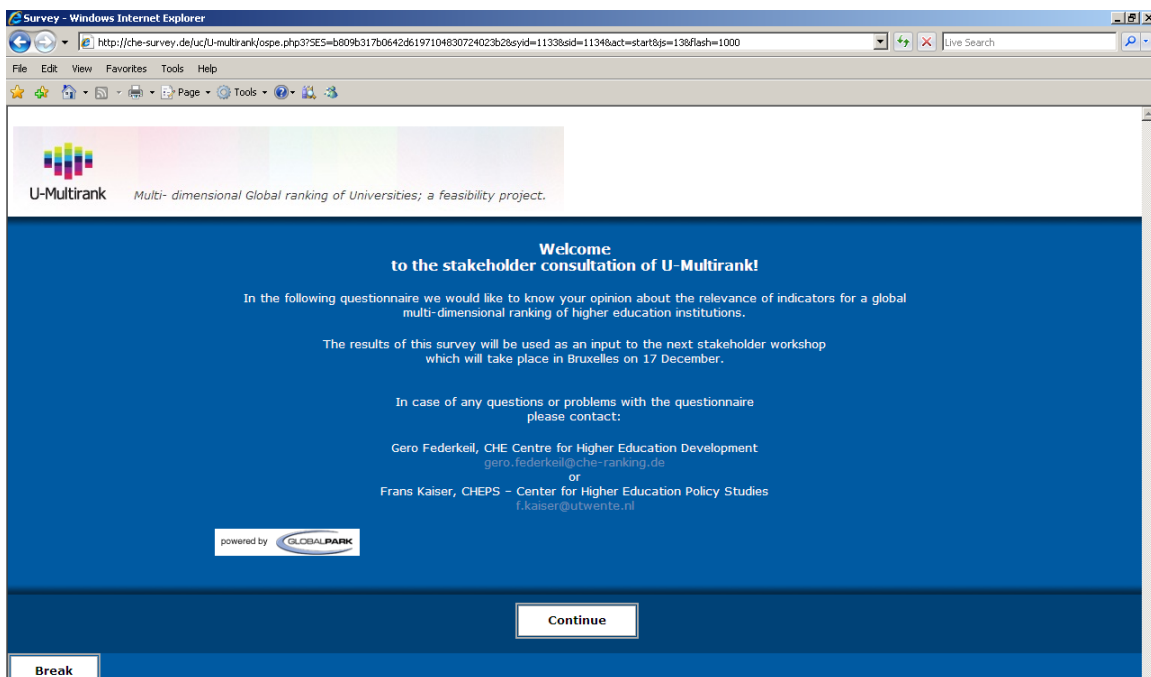 Survey - Windows Internet Explorer
http://che-survey.de/uc/U-multirank/ospe.php3?SES=b809b317b0642d6197104830724023b2&syid=1133&sid=1134&act=start&js=13&flash=1000
Live Search
File Edit View Favorites Tools Help
Page Tools
U-Multirank
Multi- dimensional Global ranking of Universities; a feasibility project.
Welcome
to the stakeholder consultation of U-Multirank!
In the following questionnaire we would like to know your opinion about the relevance of indicators for a global
multi-dimensional ranking of higher education institutions.
The results of this survey will be used as an input to the next stakeholder workshop
which will take place in Bruxelles on 17 December.
In case of any questions or problems with the questionnaire
please contact:
Gero Federkeil, CHE Centre for Higher Education Development
gero.federkeil@che-ranking.de
or
Frans Kaiser, CHEPS – Center for Higher Education Policy Studies
f.kaiser@utwente.nl
powered by GLOBALPARK
Continue
Break